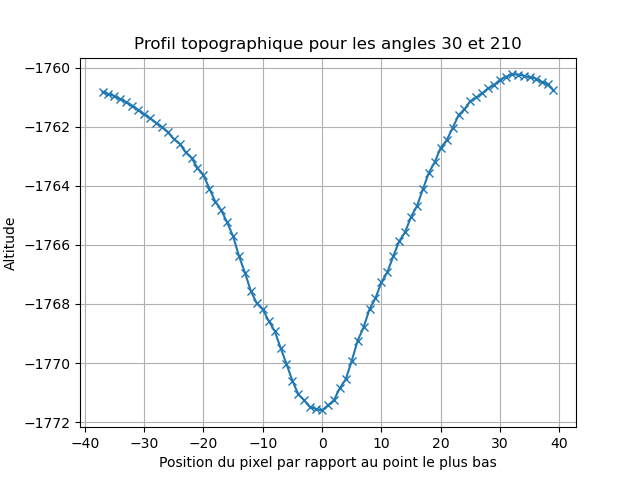 Profil topographique pour les angles 30 et 210
−1760
−1762
−1764
−1766
−1768
−1770
−1772
Altitude
−40 −30 −20 −10 0 10 20 30 40
Position du pixel par rapport au point le plus bas